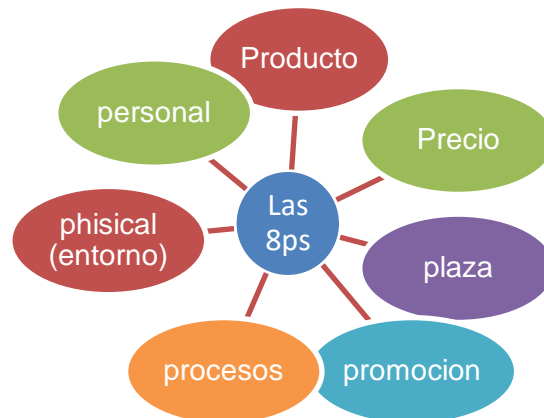 Producto
personal
Precio
Las
8ps
phisical
(entorno)
plaza
procesos
promocion